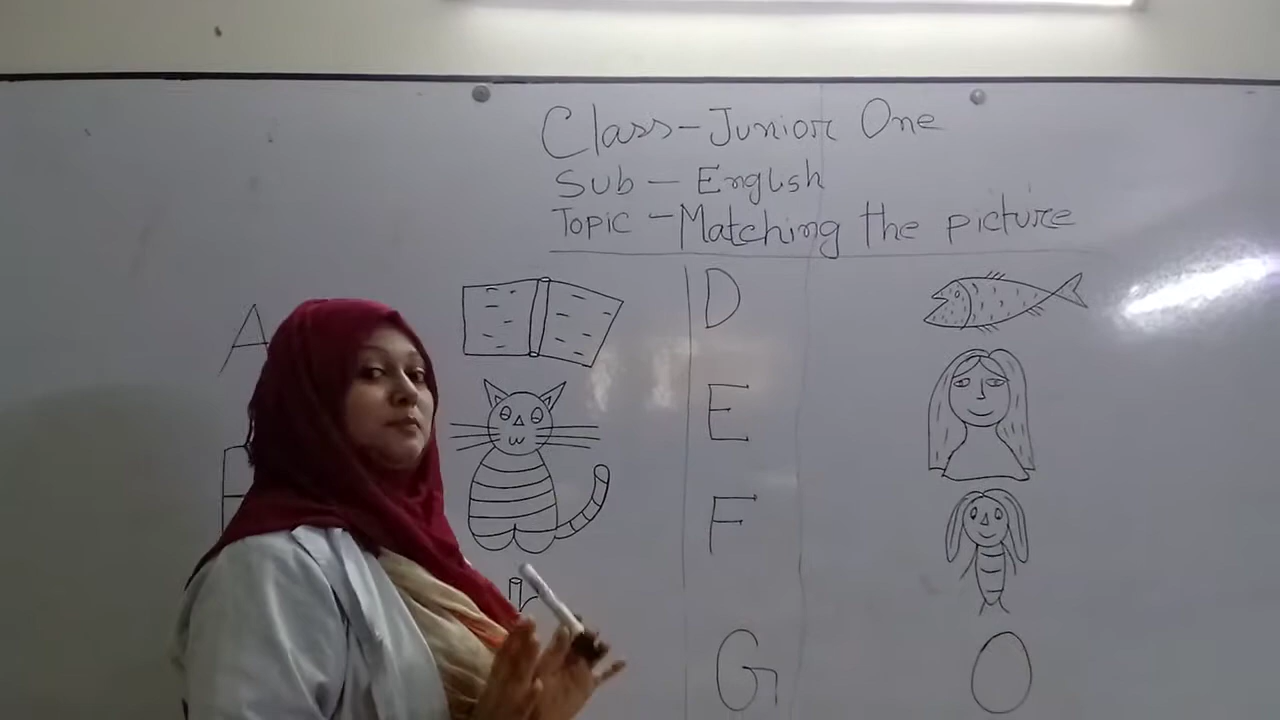 Class - Junior One
Sub - English
Topic - Matching the picture
A
D
E
F
G